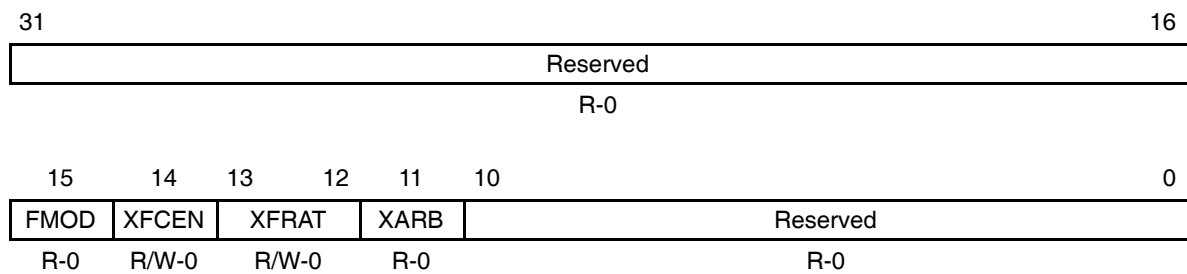 31 16
Reserved
R-0
15 14 13 12 11 10 0
FMOD XFCEN XFRAT XARB Reserved
R-0 R/W-0 R/W-0 R-0 R-0